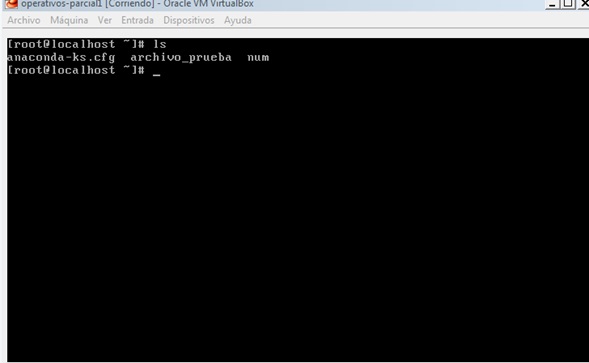 operativos-parcial1 [Corriendo] - Oracle VM VirtualBox
Archivo Máquina Ver Entrada Dispositivos Ayuda
[root@localhost ~]# ls
anaconda-ks.cfg archivo_prueba num
[root@localhost ~]# _